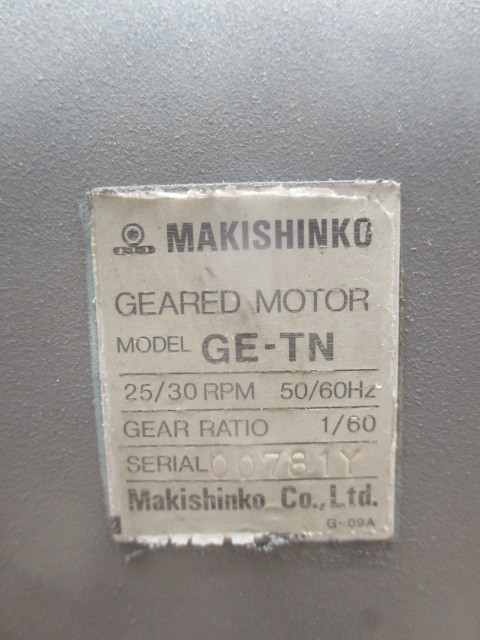 MAKISHINKO
GEARED MOTOR
MODEL GE-TN
25/30 RPM 50/60Hz
GEAR RATIO 1/60
SERIAL 00781Y
Makishinko Co., Ltd.
G-09A